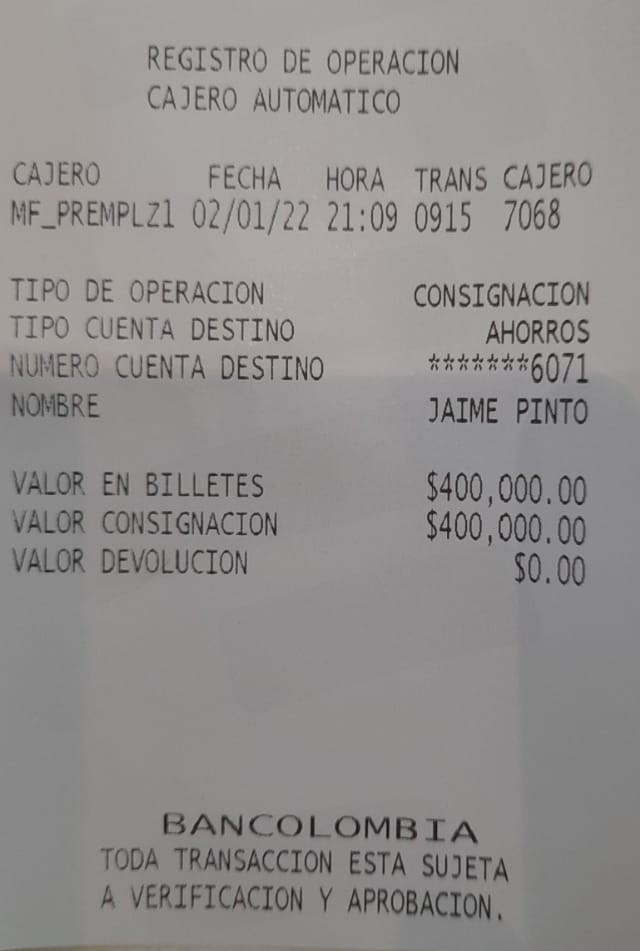 REGISTRO DE OPERACION
CAJERO AUTOMATICO
CAJERO FECHA HORA TRANS CAJERO
MF_PREMPLZ1 02/01/22 21:09 0915 7068
TIPO DE OPERACION CONSIGNACION
TIPO CUENTA DESTINO AHORROS
NUMERO CUENTA DESTINO *******6071
NOMBRE JAIME PINTO
VALOR EN BILLETES $400,000.00
VALOR CONSIGNACION $400,000.00
VALOR DEVOLUCION $0.00
BANCOLOMBIA
TODA TRANSACCION ESTA SUJETA
A VERIFICACION Y APROBACION.